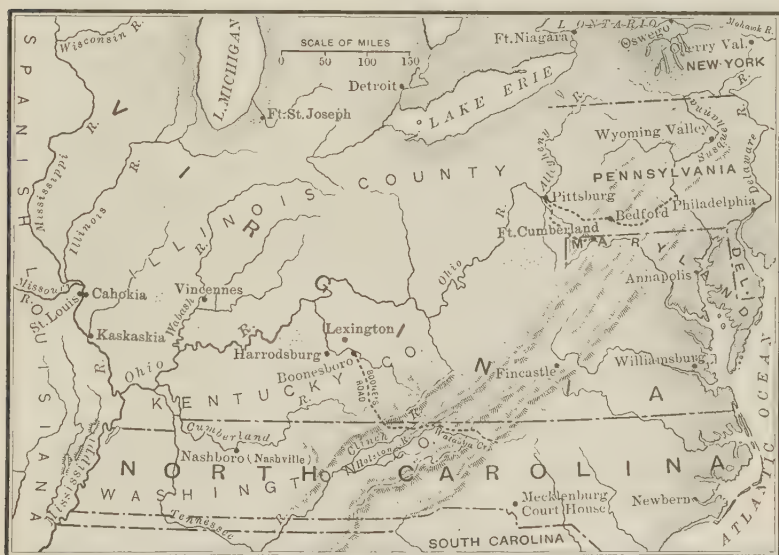 SPANISH LOUISIANA
Wisconsin R.
L. MICHIGAN
SCALE OF MILES
0 50 100 150
L. ONTARIO
Oswego
Mohawk R.
Ft. Niagara
Cherry Val.
NEW YORK
Detroit
LAKE ERIE
Ft. St. Joseph
Mississippi R.
Illinois R.
VIRGINIA
ILLINOIS COUNTY
Allegheny R.
Wyoming Valley
Susquehanna
R.
Delaware
PENNSYLVANIA
Pittsburg
Bedford
Philadelphia
Ft. Cumberland
MARYLAND
DEL.
Annapolis
Ohio R.
Missouri R.
St. Louis
Cahokia
Vincennes
Wabash R.
Kaskaskia
R.
Lexington
Harrodsburg
Boonesboro
BOONE'S ROAD
Fincastle
Williamsburg
Ohio
R.
KENTUCKY CO.
Cumberland R.
Clinch R.
Holston R.
Watauga Cr.
Nashboro (Nashville)
NORTH CAROLINA
WASHINGTON CO.
Mississippi
Tennessee R.
Mecklenburg
Court House
Newbern
SOUTH CAROLINA
ATLANTIC OCEAN